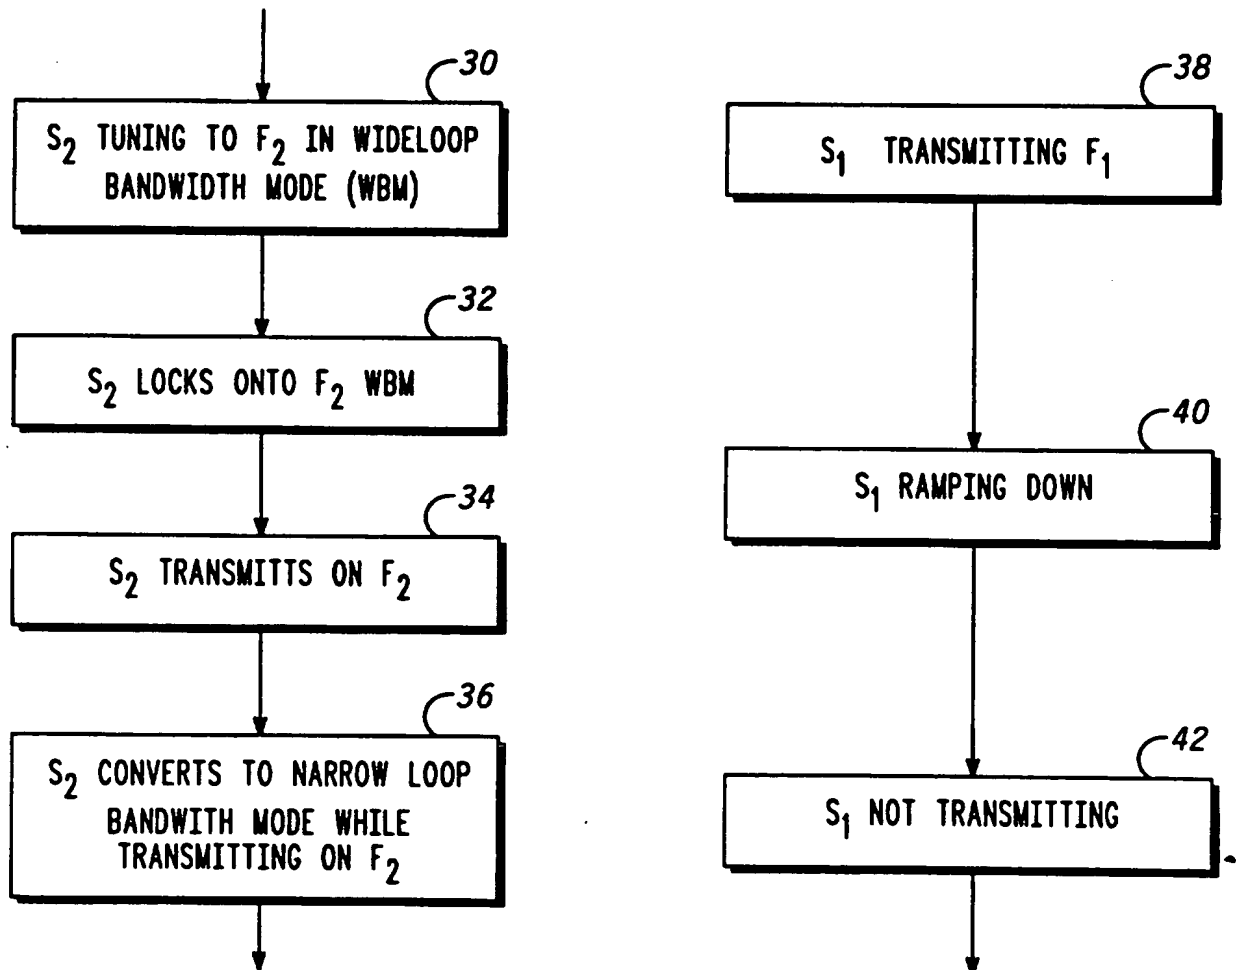 30
S₂ TUNING TO F₂ IN WIDELOOP
BANDWIDTH MODE (WBM)
32
S₂ LOCKS ONTO F₂ WBM
34
S₂ TRANSMITTS ON F₂
36
S₂ CONVERTS TO NARROW LOOP
BANDWITH MODE WHILE
TRANSMITTING ON F₂
38
S₁ TRANSMITTING F₁
40
S₁ RAMPING DOWN
42
S₁ NOT TRANSMITTING